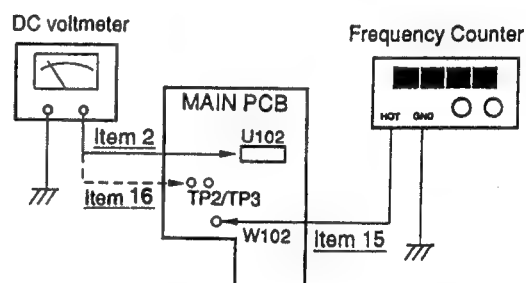 DC voltmeter
Frequency Counter
HOT GND
MAIN PCB
Item 2
U102
Item 16
TP2/TP3
W102
Item 15